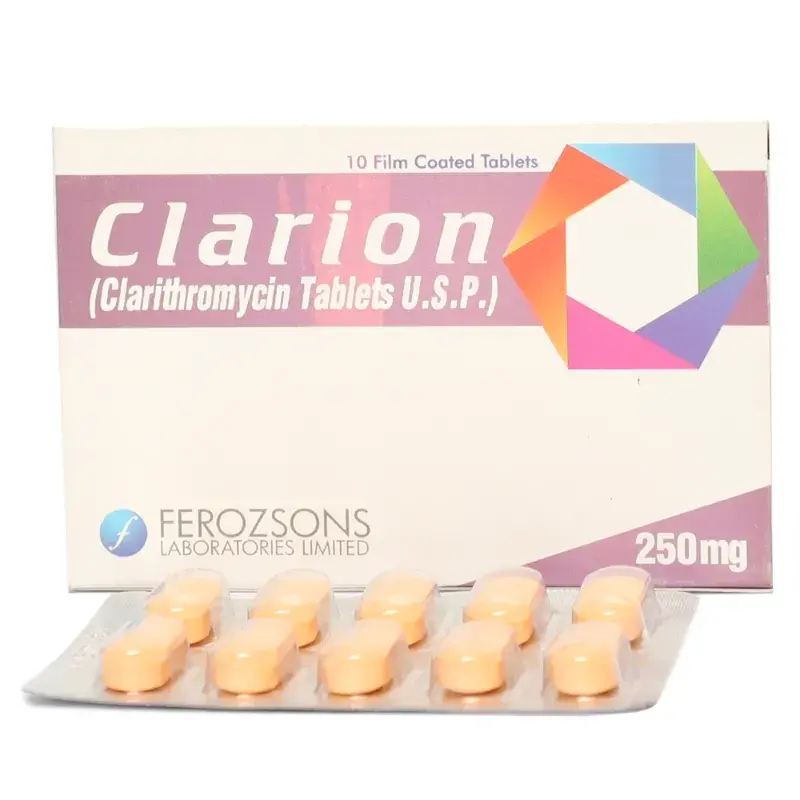 10 Film Coated Tablets
Clarion
(Clarithromycin Tablets U.S.P.)
f FEROZSONS
LABORATORIES LIMITED
250mg